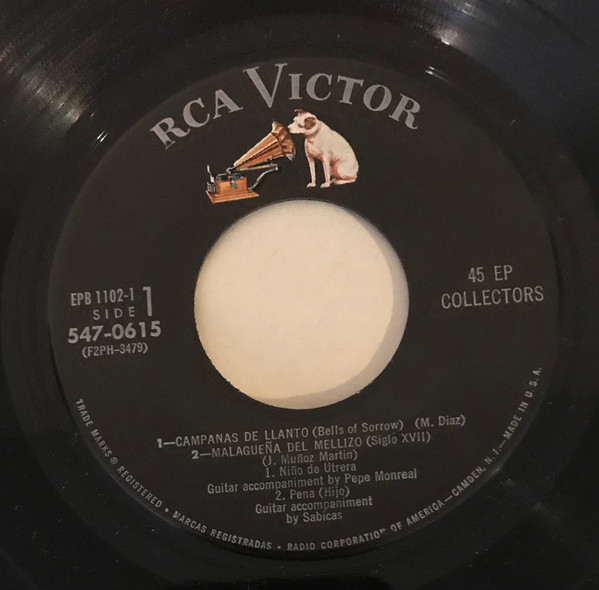 RCA VICTOR
EPB 1102-1
SIDE 1
547-0615
(F2PH-3479)
45 EP
COLLECTORS
1—CAMPANAS DE LLANTO (Bells of Sorrow) (M. Diaz)
2—MALAGUEÑA DEL MELLIZO (Siglo XVII)
(J. Muñoz Martin)
1. Niño de Utrera
Guitar accompaniment by Pepe Monreal
2. Pena (Hijo)
Guitar accompaniment
by Sabicas
TRADE MARKS ® REGISTERED • MARCAS REGISTRADAS • RADIO CORPORATION OF AMERICA—CAMDEN, N.J.—MADE IN U.S.A.